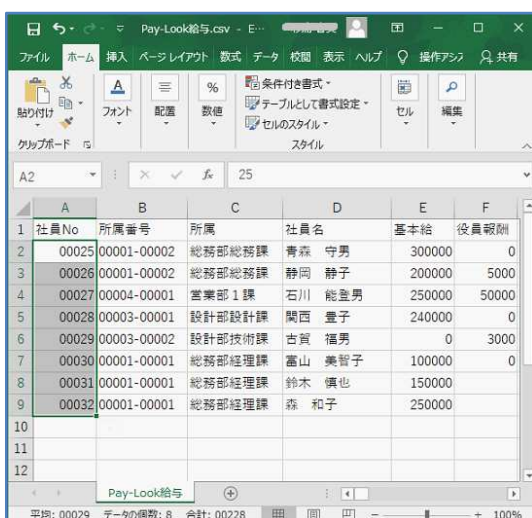 Pay-Look給与.csv - E…
ファイル ホーム 挿入 ページレイアウト 数式 データ 校閲 表示 ヘルプ 操作アシ 共有
貼り付け フォント 配置 数値 条件付き書式 テーブルとして書式設定 セルのスタイル セル 編集
クリップボード スタイル
A2 fx 25
A B C D E F
1 社員No 所属番号 所属 社員名 基本給 役員報酬
2 00025 00001-00002 総務部総務課 青森 守男 300000 0
3 00026 00001-00002 総務部総務課 静岡 静子 200000 5000
4 00027 00004-00001 営業部1課 石川 能登男 250000 50000
5 00028 00003-00001 設計部設計課 関西 豊子 240000 0
6 00029 00003-00002 設計部技術課 古賀 福男 0 3000
7 00030 00001-00001 総務部経理課 富山 美智子 100000 0
8 00031 00001-00001 総務部経理課 鈴木 慎也 150000
9 00032 00001-00001 総務部経理課 森 和子 250000
10
11
12
Pay-Look給与
平均: 00029 データの個数: 8 合計: 00228 100%